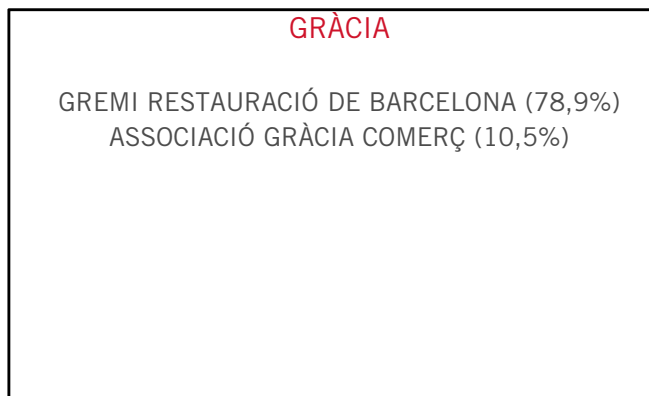 GRÀCIA
GREMI RESTAURACIÓ DE BARCELONA (78,9%)
ASSOCIACIÓ GRÀCIA COMERÇ (10,5%)